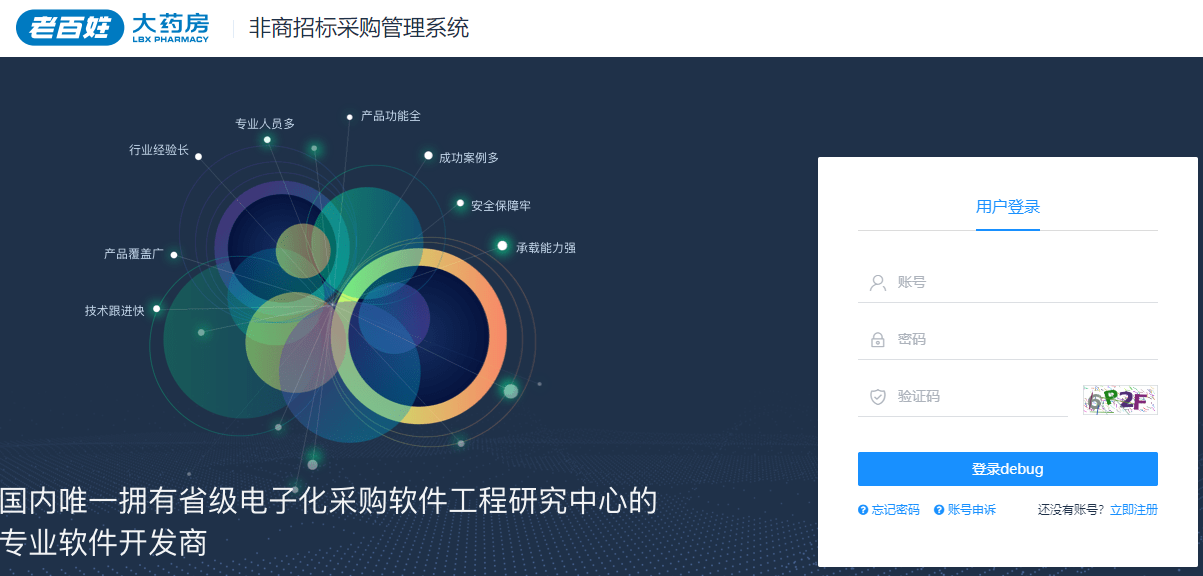 老百姓 大药房 非商招标采购管理系统
LBX PHARMACY
产品功能全
专业人员多
行业经验长
成功案例多
安全保障牢
承载能力强
产品覆盖广
技术跟进快
国内唯一拥有省级电子化采购软件工程研究中心的
专业软件开发商
用户登录
账号
密码
验证码 6P2F
登录debug
忘记密码 账号申诉 还没有账号？立即注册